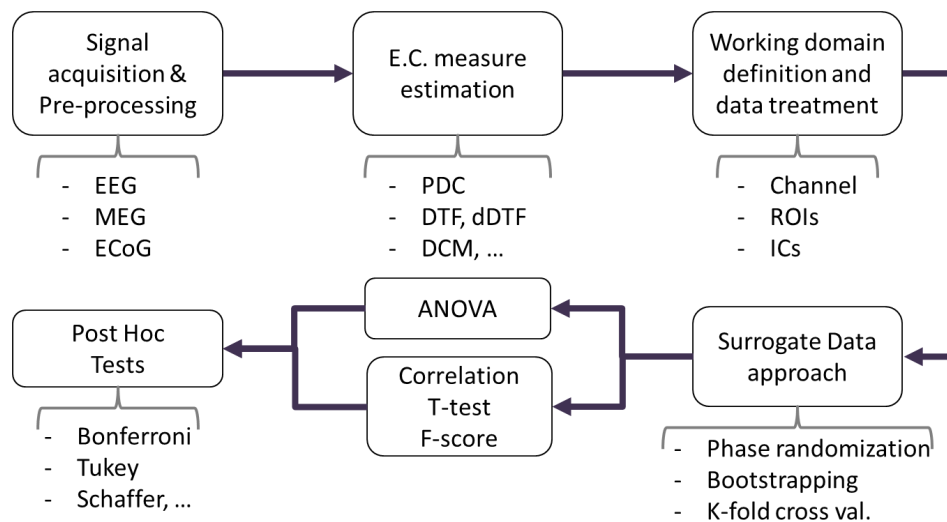 Signal
acquisition &
Pre-processing
E.C. measure
estimation
Working domain
definition and
data treatment
- EEG
- MEG
- ECoG
- PDC
- DTF, dDTF
- DCM, ...
- Channel
- ROIs
- ICs
Surrogate Data
approach
- Phase randomization
- Bootstrapping
- K-fold cross val.
ANOVA
Correlation
T-test
F-score
Post Hoc
Tests
- Bonferroni
- Tukey
- Schaffer, ...